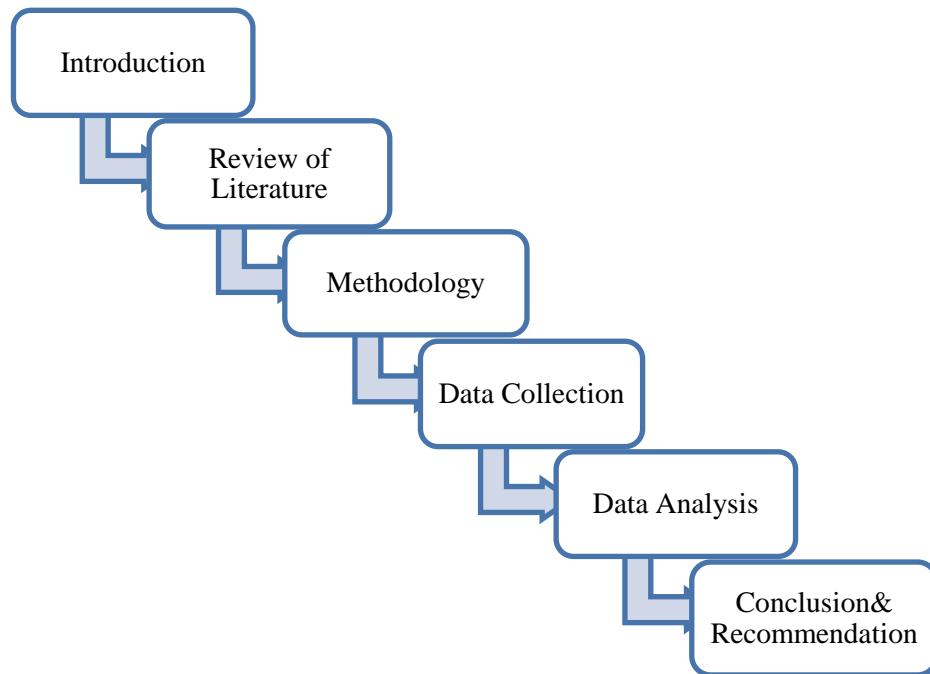 Introduction
Review of
Literature
Methodology
Data Collection
Data Analysis
Conclusion&
Recommendation